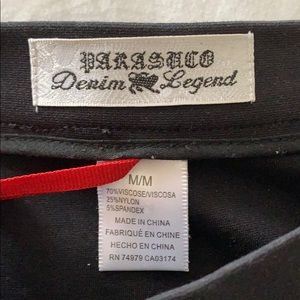 PARASUCO
Denim Legend
M/M
70%VISCOSE/VISCOSA
25%NYLON
5%SPANDEX
MADE IN CHINA
FABRIQUÉ EN CHINE
HECHO EN CHINA
RN 74979 CA03174